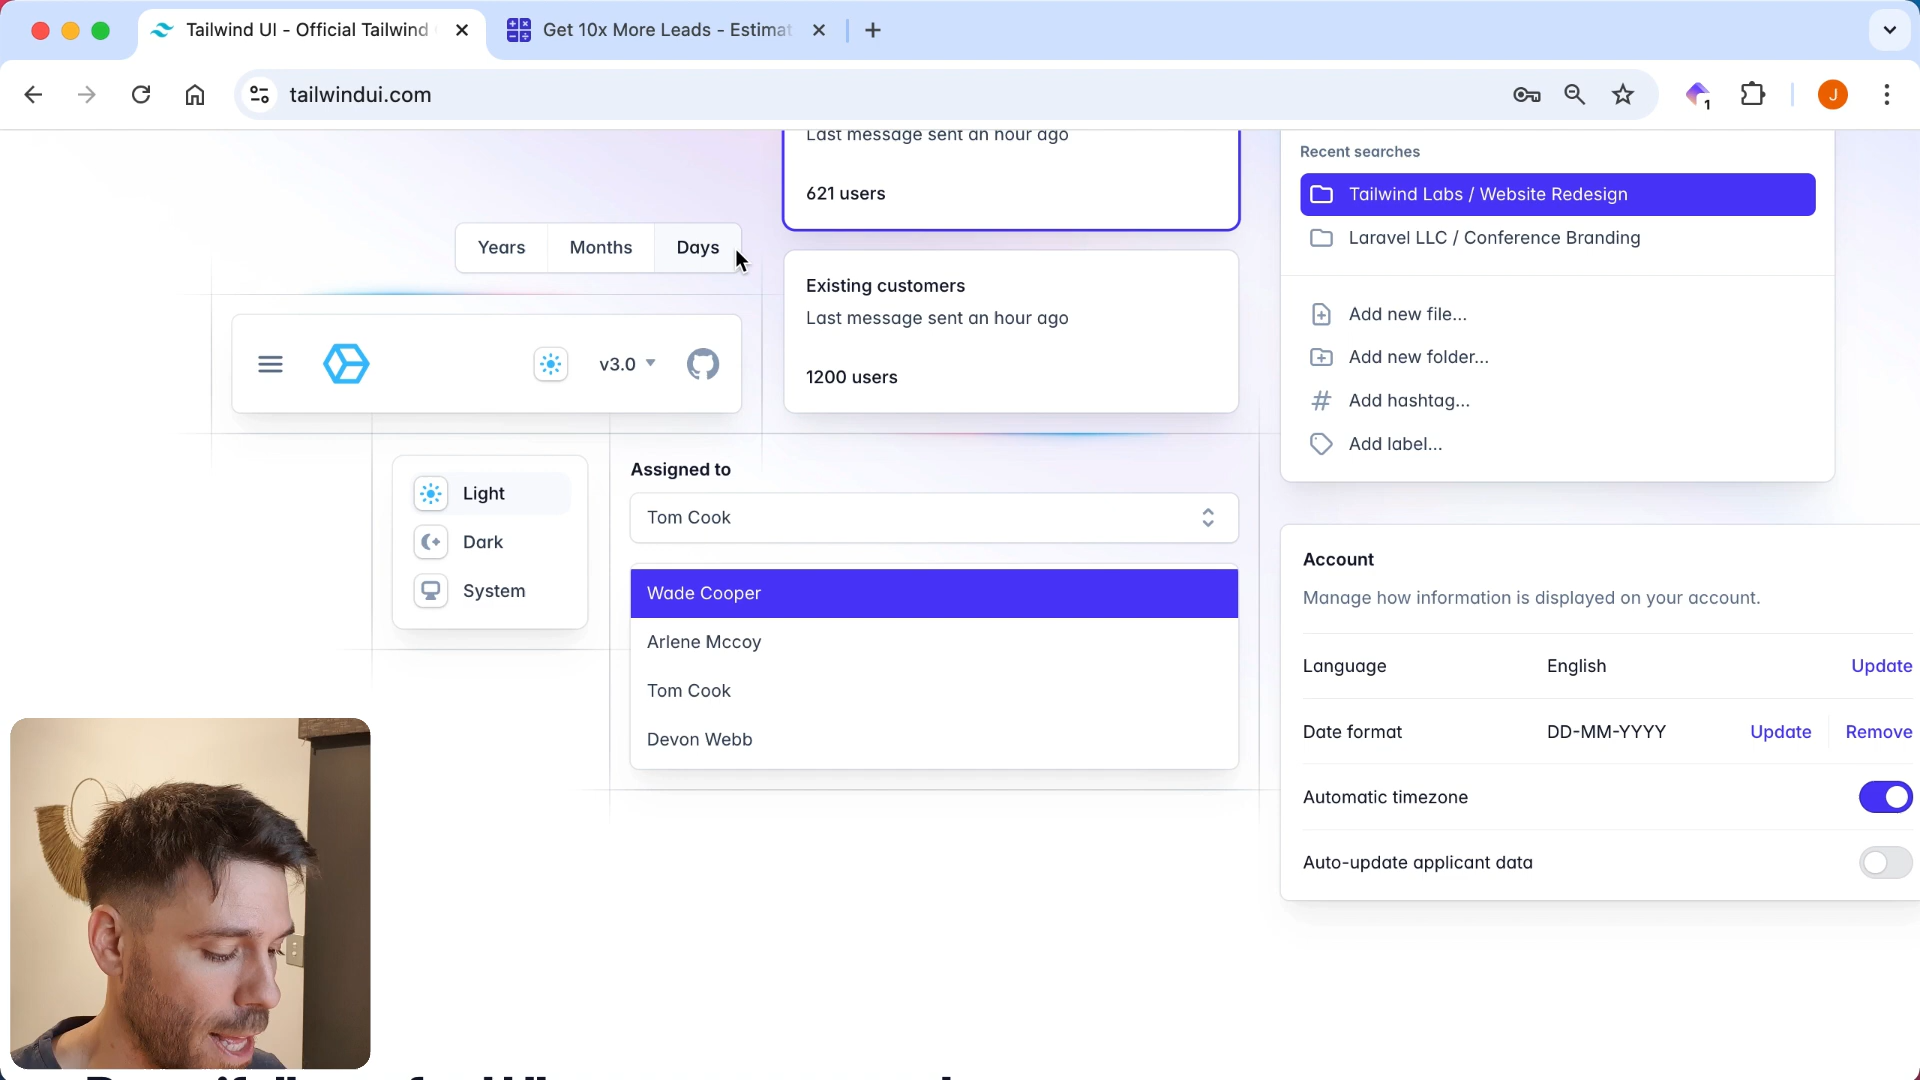 Tailwind UI - Official Tailwind
Get 10x More Leads - Estimat
tailwindui.com
1
J
Last message sent an hour ago
621 users
Years
Months
Days
Existing customers
Last message sent an hour ago
1200 users
v3.0
Light
Dark
System
Assigned to
Tom Cook
Wade Cooper
Arlene Mccoy
Tom Cook
Devon Webb
Recent searches
Tailwind Labs / Website Redesign
Laravel LLC / Conference Branding
Add new file...
Add new folder...
# Add hashtag...
Add label...
Account
Manage how information is displayed on your account.
Language English Update
Date format DD-MM-YYYY Update Remove
Automatic timezone
Auto-update applicant data